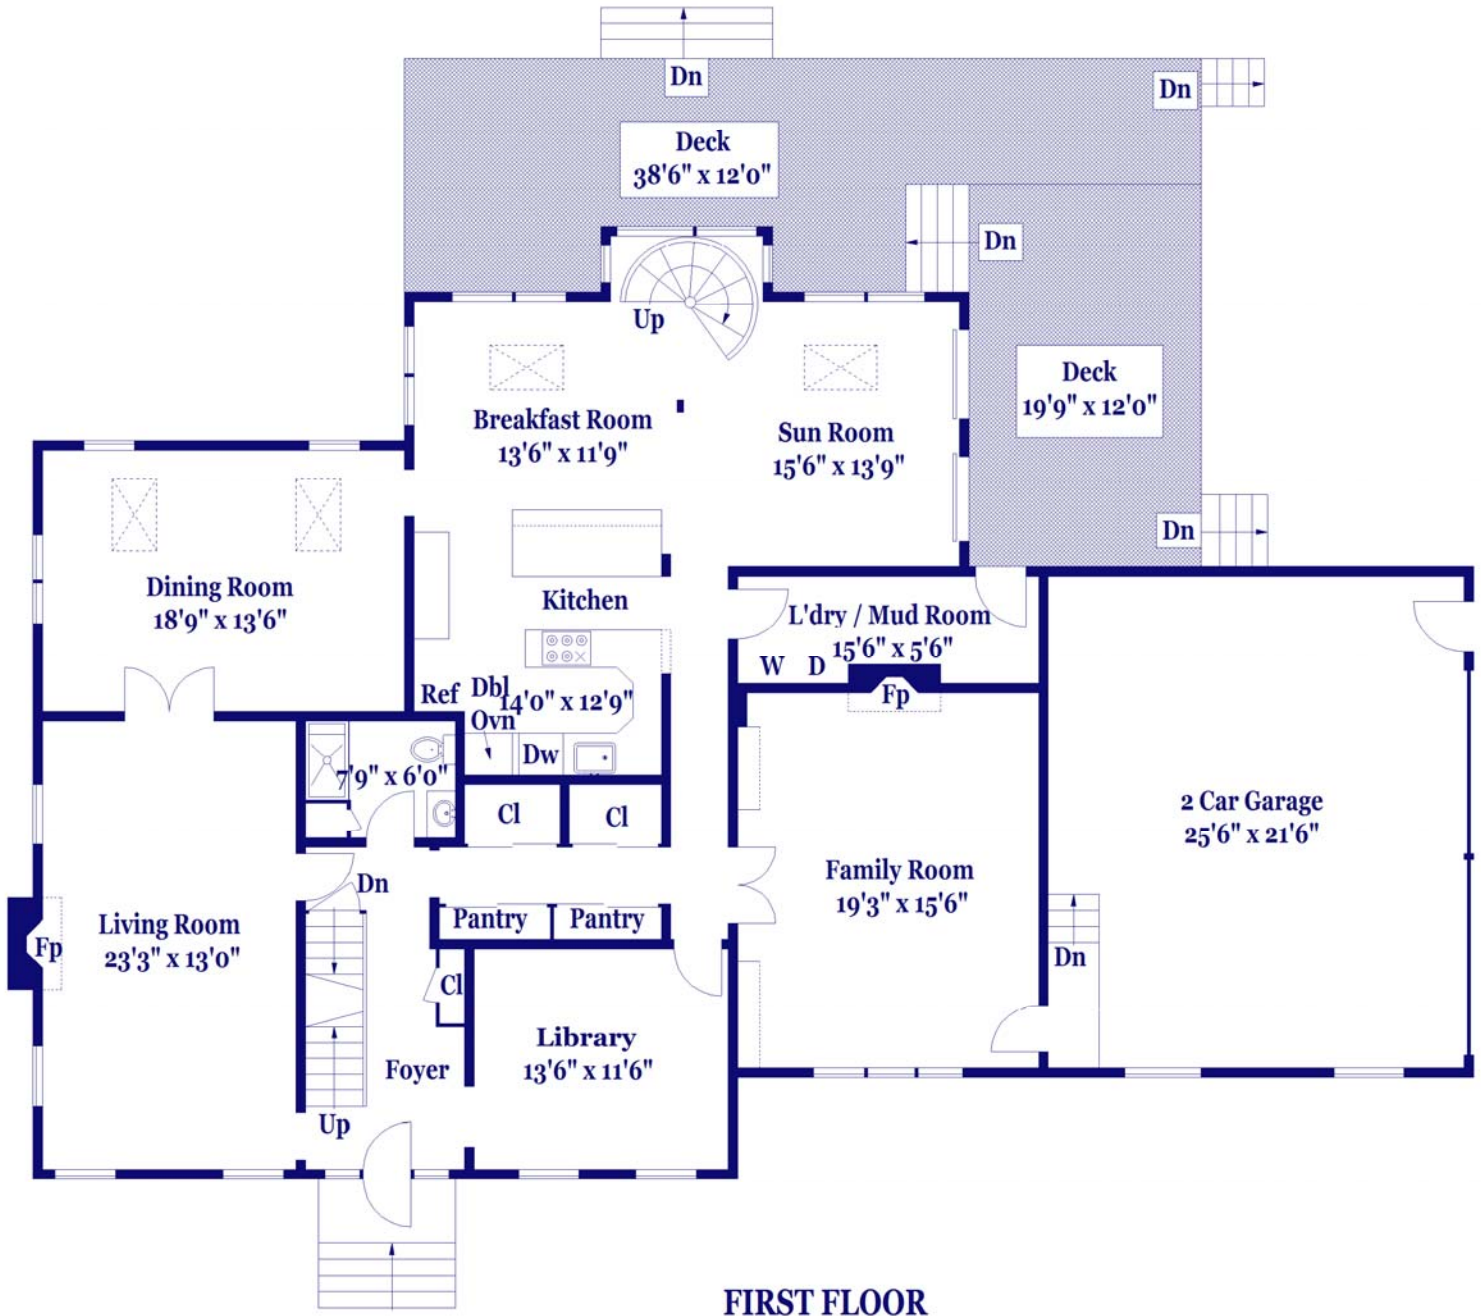 Dn
Dn
Deck
38'6" x 12'0"
Dn
Up
Deck
19'9" x 12'0"
Breakfast Room
13'6" x 11'9"
Sun Room
15'6" x 13'9"
Dn
Dining Room
18'9" x 13'6"
Kitchen
L'dry / Mud Room
15'6" x 5'6"
W D
Ref
Dbl
Ovn
14'0" x 12'9"
Fp
Dw
7'9" x 6'0"
Cl
Cl
2 Car Garage
25'6" x 21'6"
Family Room
19'3" x 15'6"
Dn
Pantry
Pantry
Living Room
23'3" x 13'0"
Fp
Dn
Cl
Library
13'6" x 11'6"
Foyer
Up
FIRST FLOOR